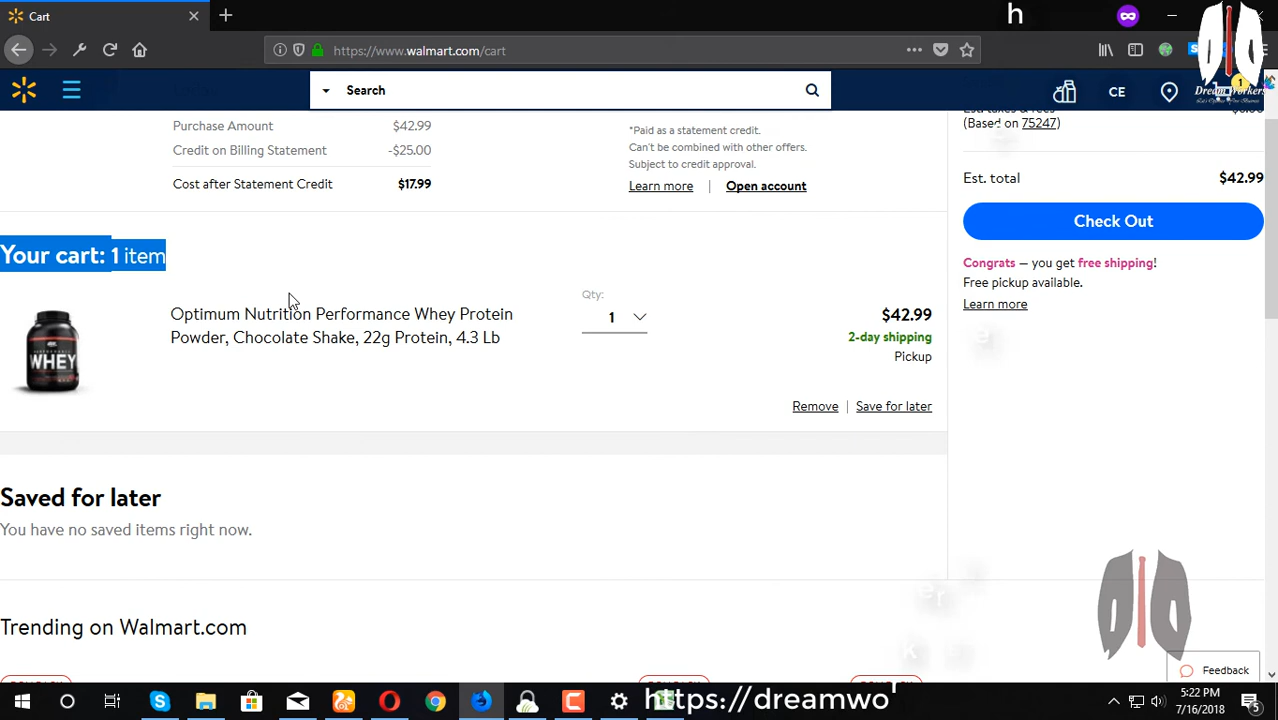 Cart
h
https://www.walmart.com/cart
Search
CE
1
Dream Workers
Purchase Amount $42.99
Credit on Billing Statement -$25.00
Cost after Statement Credit $17.99
*Paid as a statement credit.
Can't be combined with other offers.
Subject to credit approval.
Learn more | Open account
(Based on 75247)
Est. total $42.99
Check Out
Congrats — you get free shipping!
Free pickup available.
Learn more
Your cart: 1 item
Optimum Nutrition Performance Whey Protein
Powder, Chocolate Shake, 22g Protein, 4.3 Lb
WHEY
Qty:
1
$42.99
2-day shipping
Pickup
Remove | Save for later
Saved for later
You have no saved items right now.
Trending on Walmart.com
Feedback
https://dreamwo
5:22 PM
7/16/2018
5